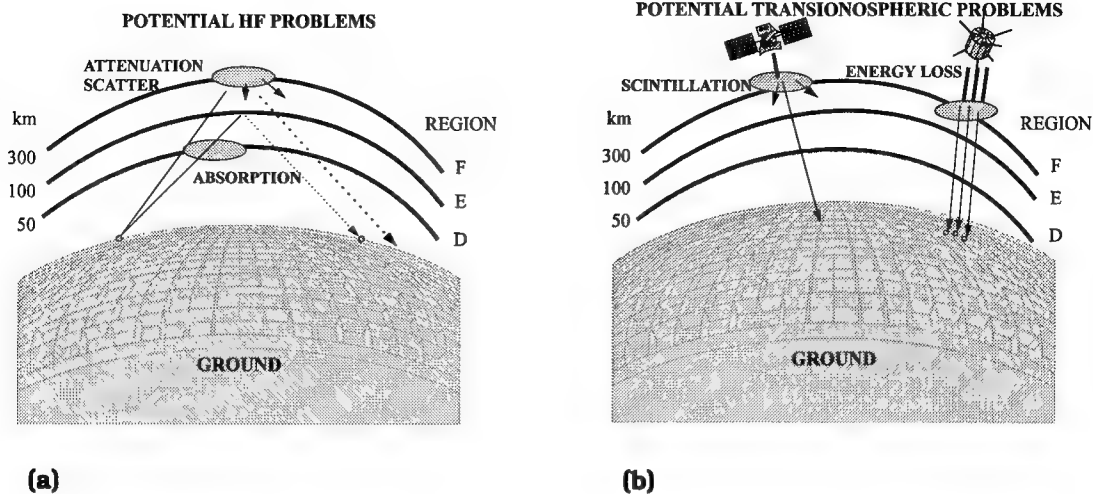 POTENTIAL HF PROBLEMS
ATTENUATION
SCATTER
km
300
100
50
REGION
F
E
D
ABSORPTION
GROUND
(a)
POTENTIAL TRANSIONOSPHERIC PROBLEMS
SCINTILLATION
ENERGY LOSS
km
300
100
50
REGION
F
E
D
GROUND
(b)